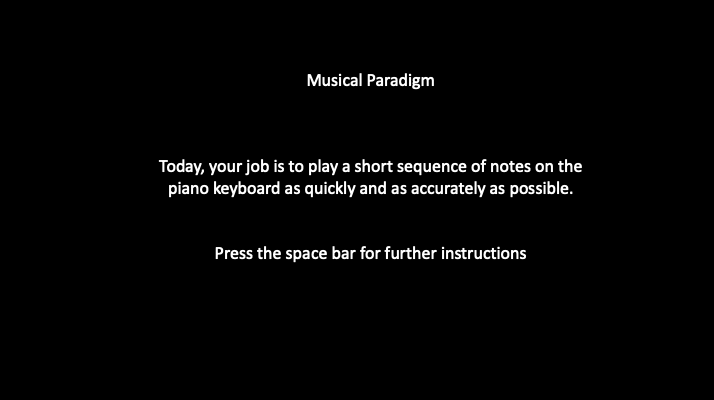 Musical Paradigm
Today, your job is to play a short sequence of notes on the
piano keyboard as quickly and as accurately as possible.
Press the space bar for further instructions